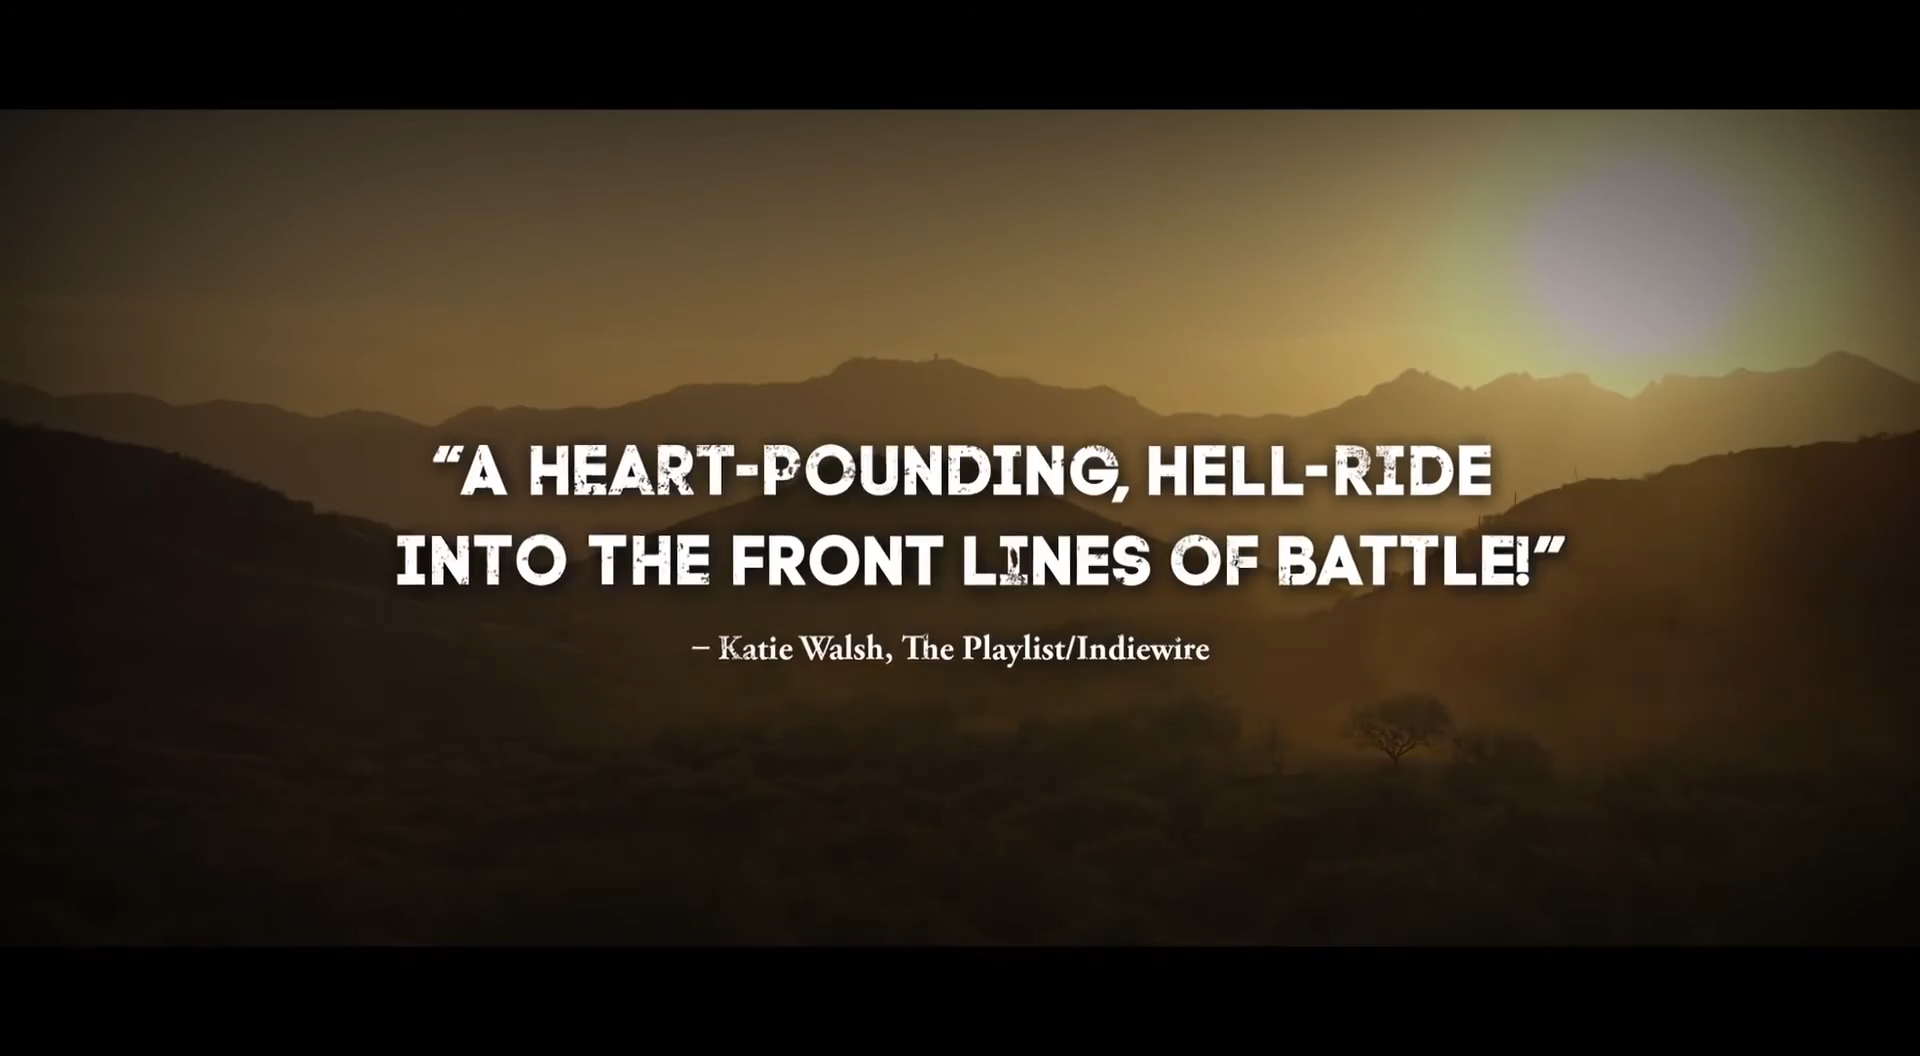 “A HEART-POUNDING, HELL-RIDE
INTO THE FRONT LINES OF BATTLE!”
– Katie Walsh, The Playlist/Indiewire